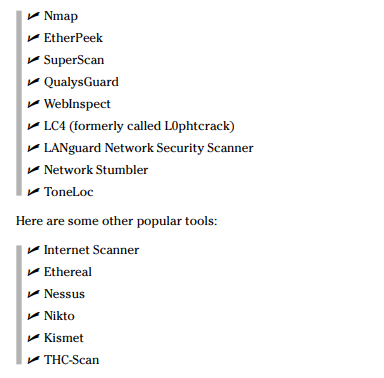 Nmap
EtherPeek
SuperScan
QualysGuard
WebInspect
LC4 (formerly called L0phtcrack)
LANguard Network Security Scanner
Network Stumbler
ToneLoc
Here are some other popular tools:
Internet Scanner
Ethereal
Nessus
Nikto
Kismet
THC-Scan